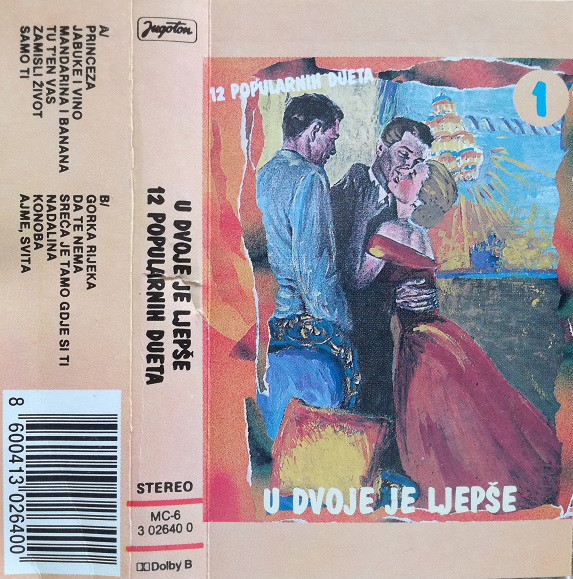 A/
PRINCEZA
JABUKE I VINO
MANDARINA I BANANA
TU T'EN VAS
ZAMISLI ŽIVOT
SAMO TI
B/
GORKA RIJEKA
DA TE NEMA
SREĆA JE TAMO GDJE SI TI
NADALINA
KONOBA
AJME, SVITA
8 600413 026400
Jugoton
U DVOJE JE LJEPŠE
12 POPULARNIH DUETA
STEREO
MC-6
3 02640 0
Dolby B
12 POPULARNIH DUETA
1
U DVOJE JE LJEPŠE